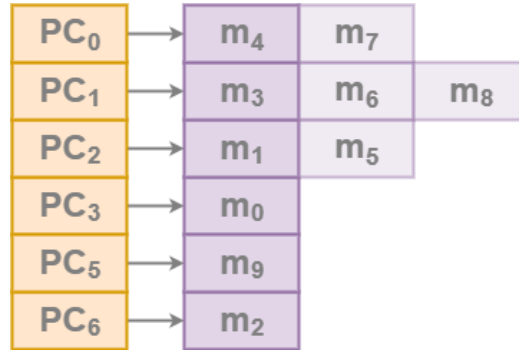 PC₀ m₄ m₇
PC₁ m₃ m₆ m₈
PC₂ m₁ m₅
PC₃ m₀
PC₅ m₉
PC₆ m₂